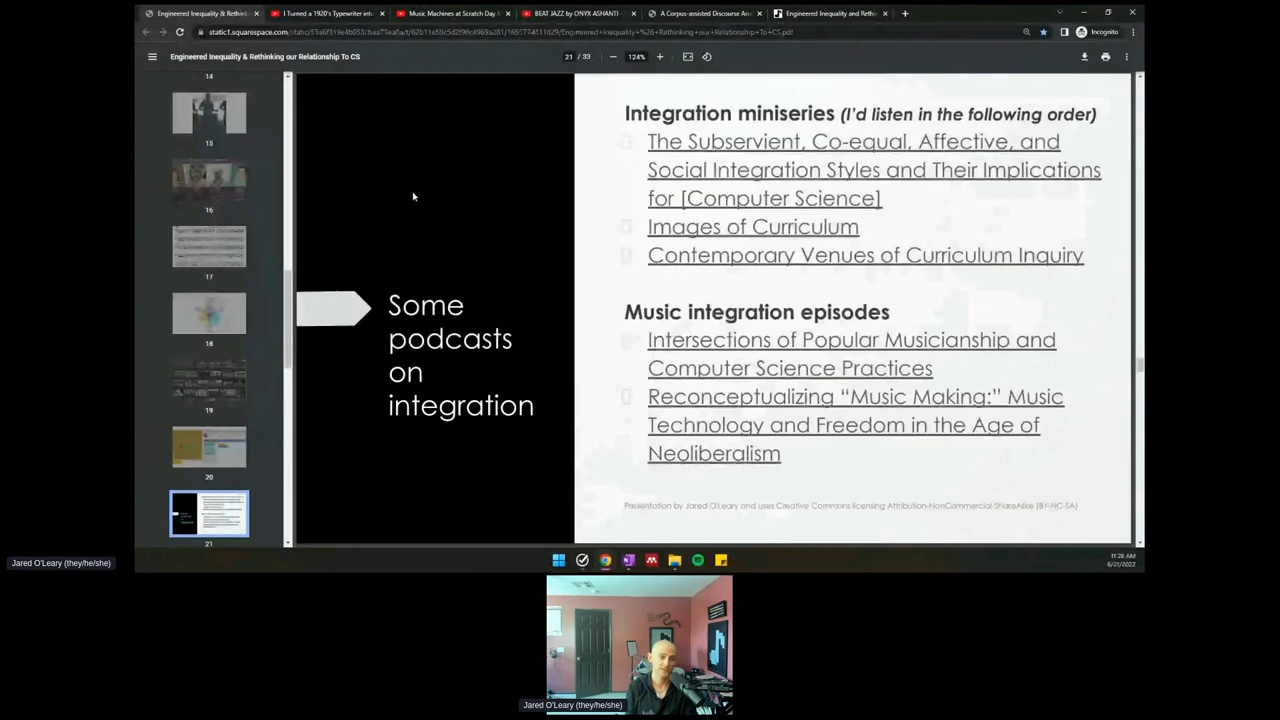 Engineered Inequality & Rethin
I Turned a 1920's Typewriter into
Music Machines at Scratch Day
BEAT JAZZ by ONYX ASHANTI
A Corpus-assisted Discourse An
Engineered Inequality and Rethin
static1.squarespace.com
Incognito
Engineered Inequality & Rethinking our Relationship To CS
21 / 33
124%
14
15
16
17
18
19
20
21
Some
podcasts
on
integration
Integration miniseries (I'd listen in the following order)
The Subservient, Co-equal, Affective, and
Social Integration Styles and Their Implications
for [Computer Science]
Images of Curriculum
Contemporary Venues of Curriculum Inquiry
Music integration episodes
Intersections of Popular Musicianship and
Computer Science Practices
Reconceptualizing “Music Making:” Music
Technology and Freedom in the Age of
Neoliberalism
Presentation by Jared O'Leary and uses Creative Commons licensing Attribution-NonCommercial-ShareAlike (BY-NC-SA)
11:28 AM
6/21/2022
Jared O'Leary (they/he/she)
Jared O'Leary (they/he/she)